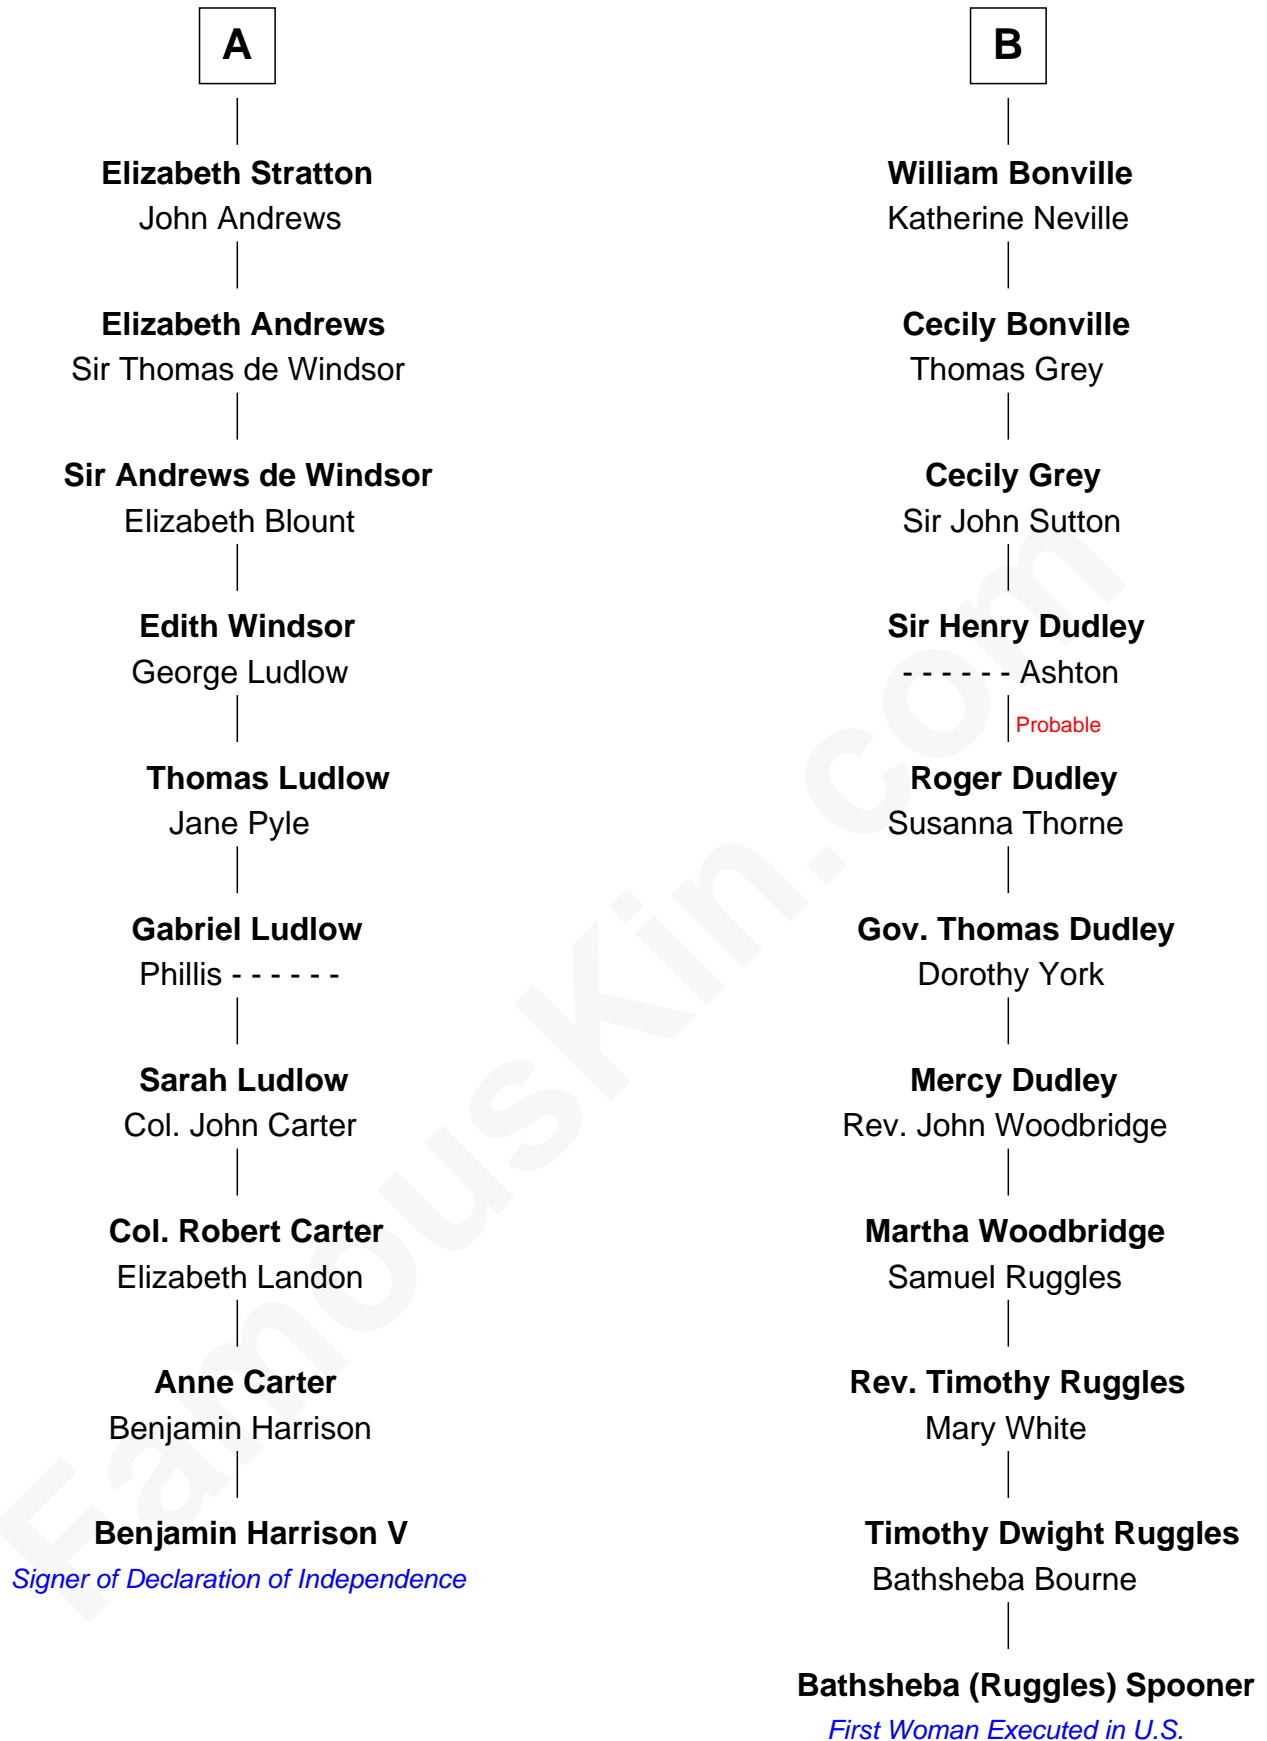 A
Elizabeth Stratton
John Andrews
Elizabeth Andrews
Sir Thomas de Windsor
Sir Andrews de Windsor
Elizabeth Blount
Edith Windsor
George Ludlow
Thomas Ludlow
Jane Pyle
Gabriel Ludlow
Phillis - - - - - -
Sarah Ludlow
Col. John Carter
Col. Robert Carter
Elizabeth Landon
Anne Carter
Benjamin Harrison
Benjamin Harrison V
Signer of Declaration of Independence
B
William Bonville
Katherine Neville
Cecily Bonville
Thomas Grey
Cecily Grey
Sir John Sutton
Sir Henry Dudley
- - - - - - Ashton
Probable
Roger Dudley
Susanna Thorne
Gov. Thomas Dudley
Dorothy York
Mercy Dudley
Rev. John Woodbridge
Martha Woodbridge
Samuel Ruggles
Rev. Timothy Ruggles
Mary White
Timothy Dwight Ruggles
Bathsheba Bourne
Bathsheba (Ruggles) Spooner
First Woman Executed in U.S.
FamousKin.com